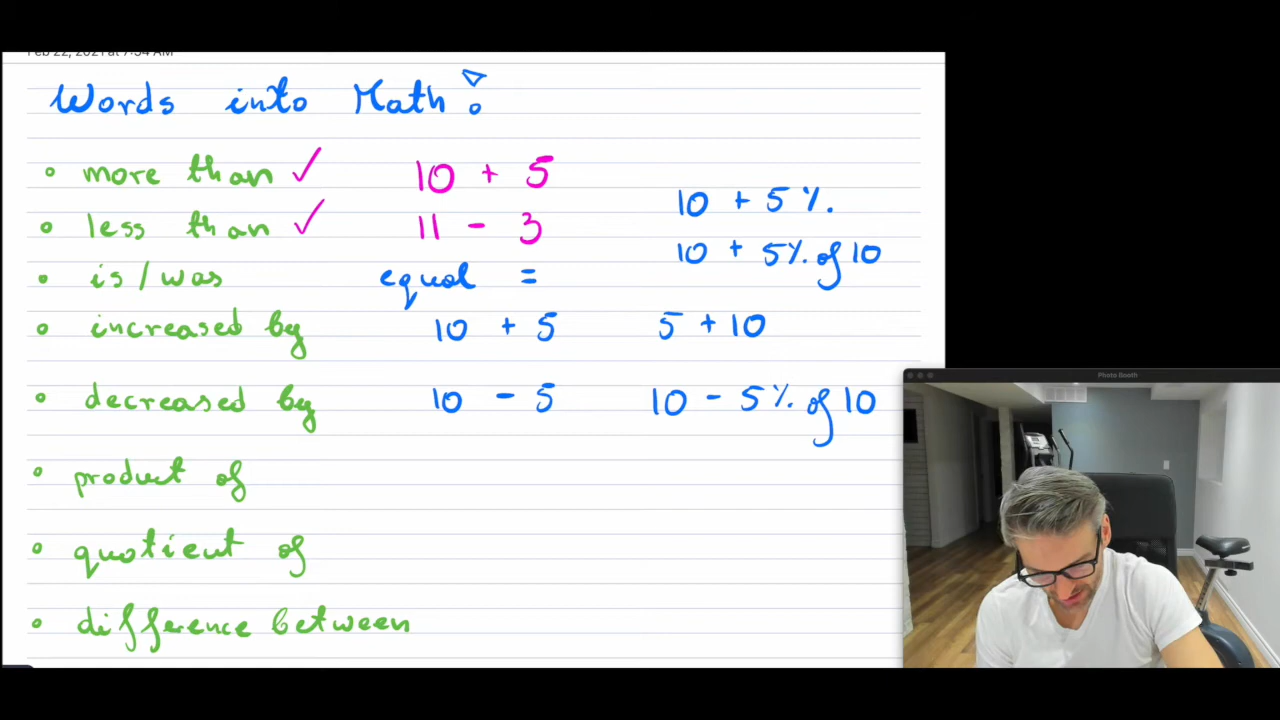 Words into Math:
• more than ✓ 10 + 5
10 + 5 %.
• less than ✓ 11 - 3
10 + 5% of 10
• is / was equal =
• increased by 10 + 5 5 + 10
• decreased by 10 - 5 10 - 5 % of 10
• product of
• quotient of
• difference between
Photo Booth